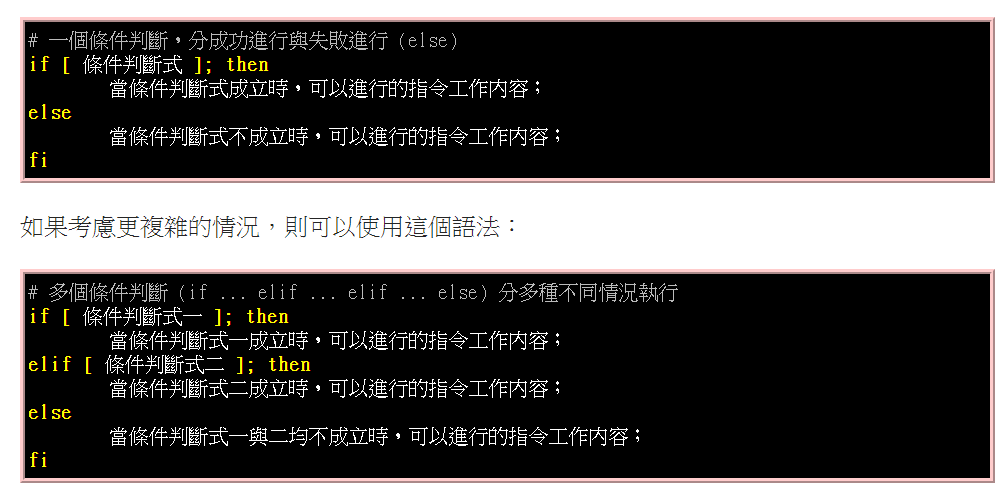 # 一個條件判斷，分成功進行與失敗進行 (else)
if [ 條件判斷式 ]; then
當條件判斷式成立時，可以進行的指令工作內容；
else
當條件判斷式不成立時，可以進行的指令工作內容；
fi
如果考慮更複雜的情況，則可以使用這個語法：
# 多個條件判斷 (if ... elif ... elif ... else) 分多種不同情況執行
if [ 條件判斷式一 ]; then
當條件判斷式一成立時，可以進行的指令工作內容；
elif [ 條件判斷式二 ]; then
當條件判斷式二成立時，可以進行的指令工作內容；
else
當條件判斷式一與二均不成立時，可以進行的指令工作內容；
fi